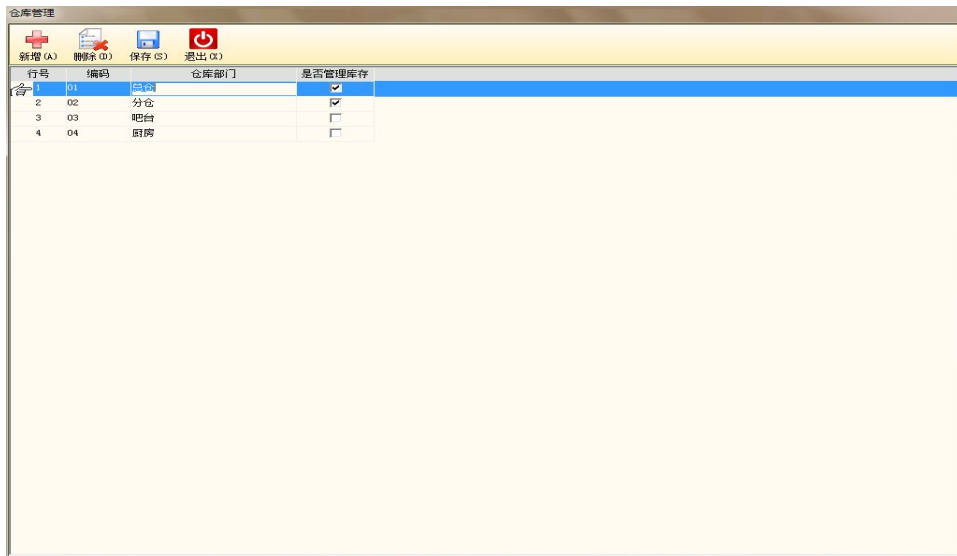 仓库管理
新增(A) 删除(D) 保存(S) 退出(X)
行号 编码 仓库部门 是否管理库存
1 01 总仓
2 02 分仓
3 03 吧台
4 04 厨房